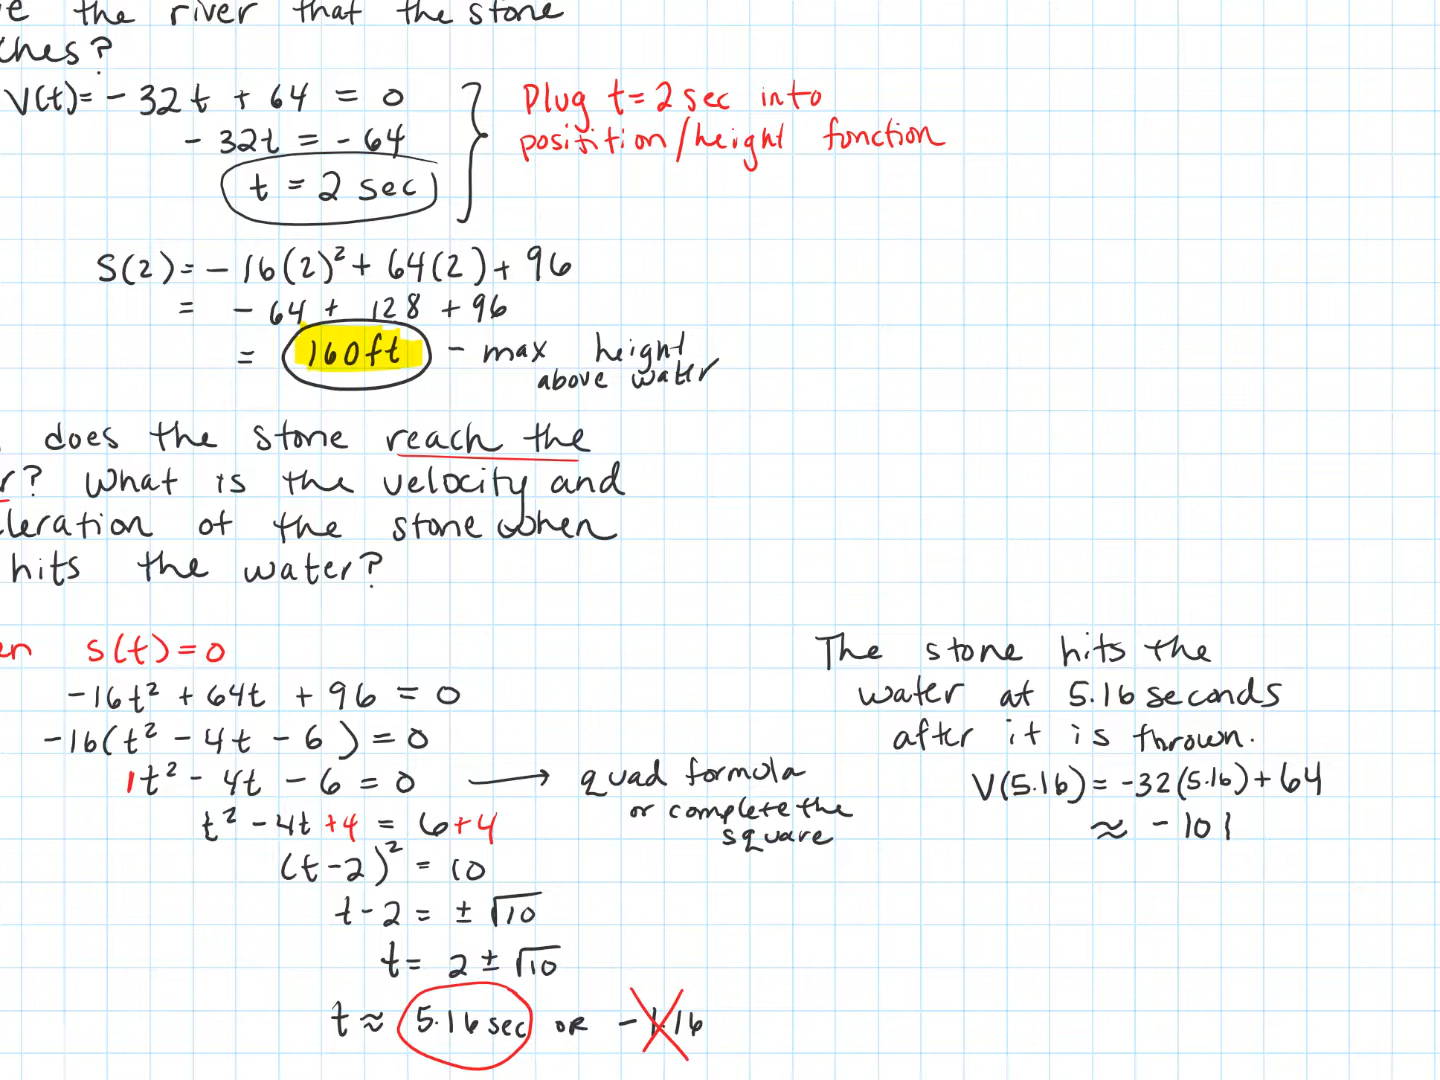 the river that the stone
ches?
V(t) = - 32t + 64 = 0
- 32t = - 64
t = 2 sec
Plug t = 2 sec into
positition/height function
S(2) = - 16(2)² + 64(2) + 96
= - 64 + 128 + 96
= 160ft - max height
above water
does the stone reach the
r? What is the velocity and
leration of the stone when
hits the water?
en s(t) = 0
-16t² + 64t + 96 = 0
-16(t² - 4t - 6) = 0
1t² - 4t - 6 = 0 → quad formula
or complete the
square
t² - 4t + 4 = 6 + 4
(t - 2)² = 10
t - 2 = ± √10
t = 2 ± √10
t ≈ 5.16 sec or -1.16
The stone hits the
water at 5.16 seconds
after it is thrown.
V(5.16) = -32(5.16) + 64
≈ - 101